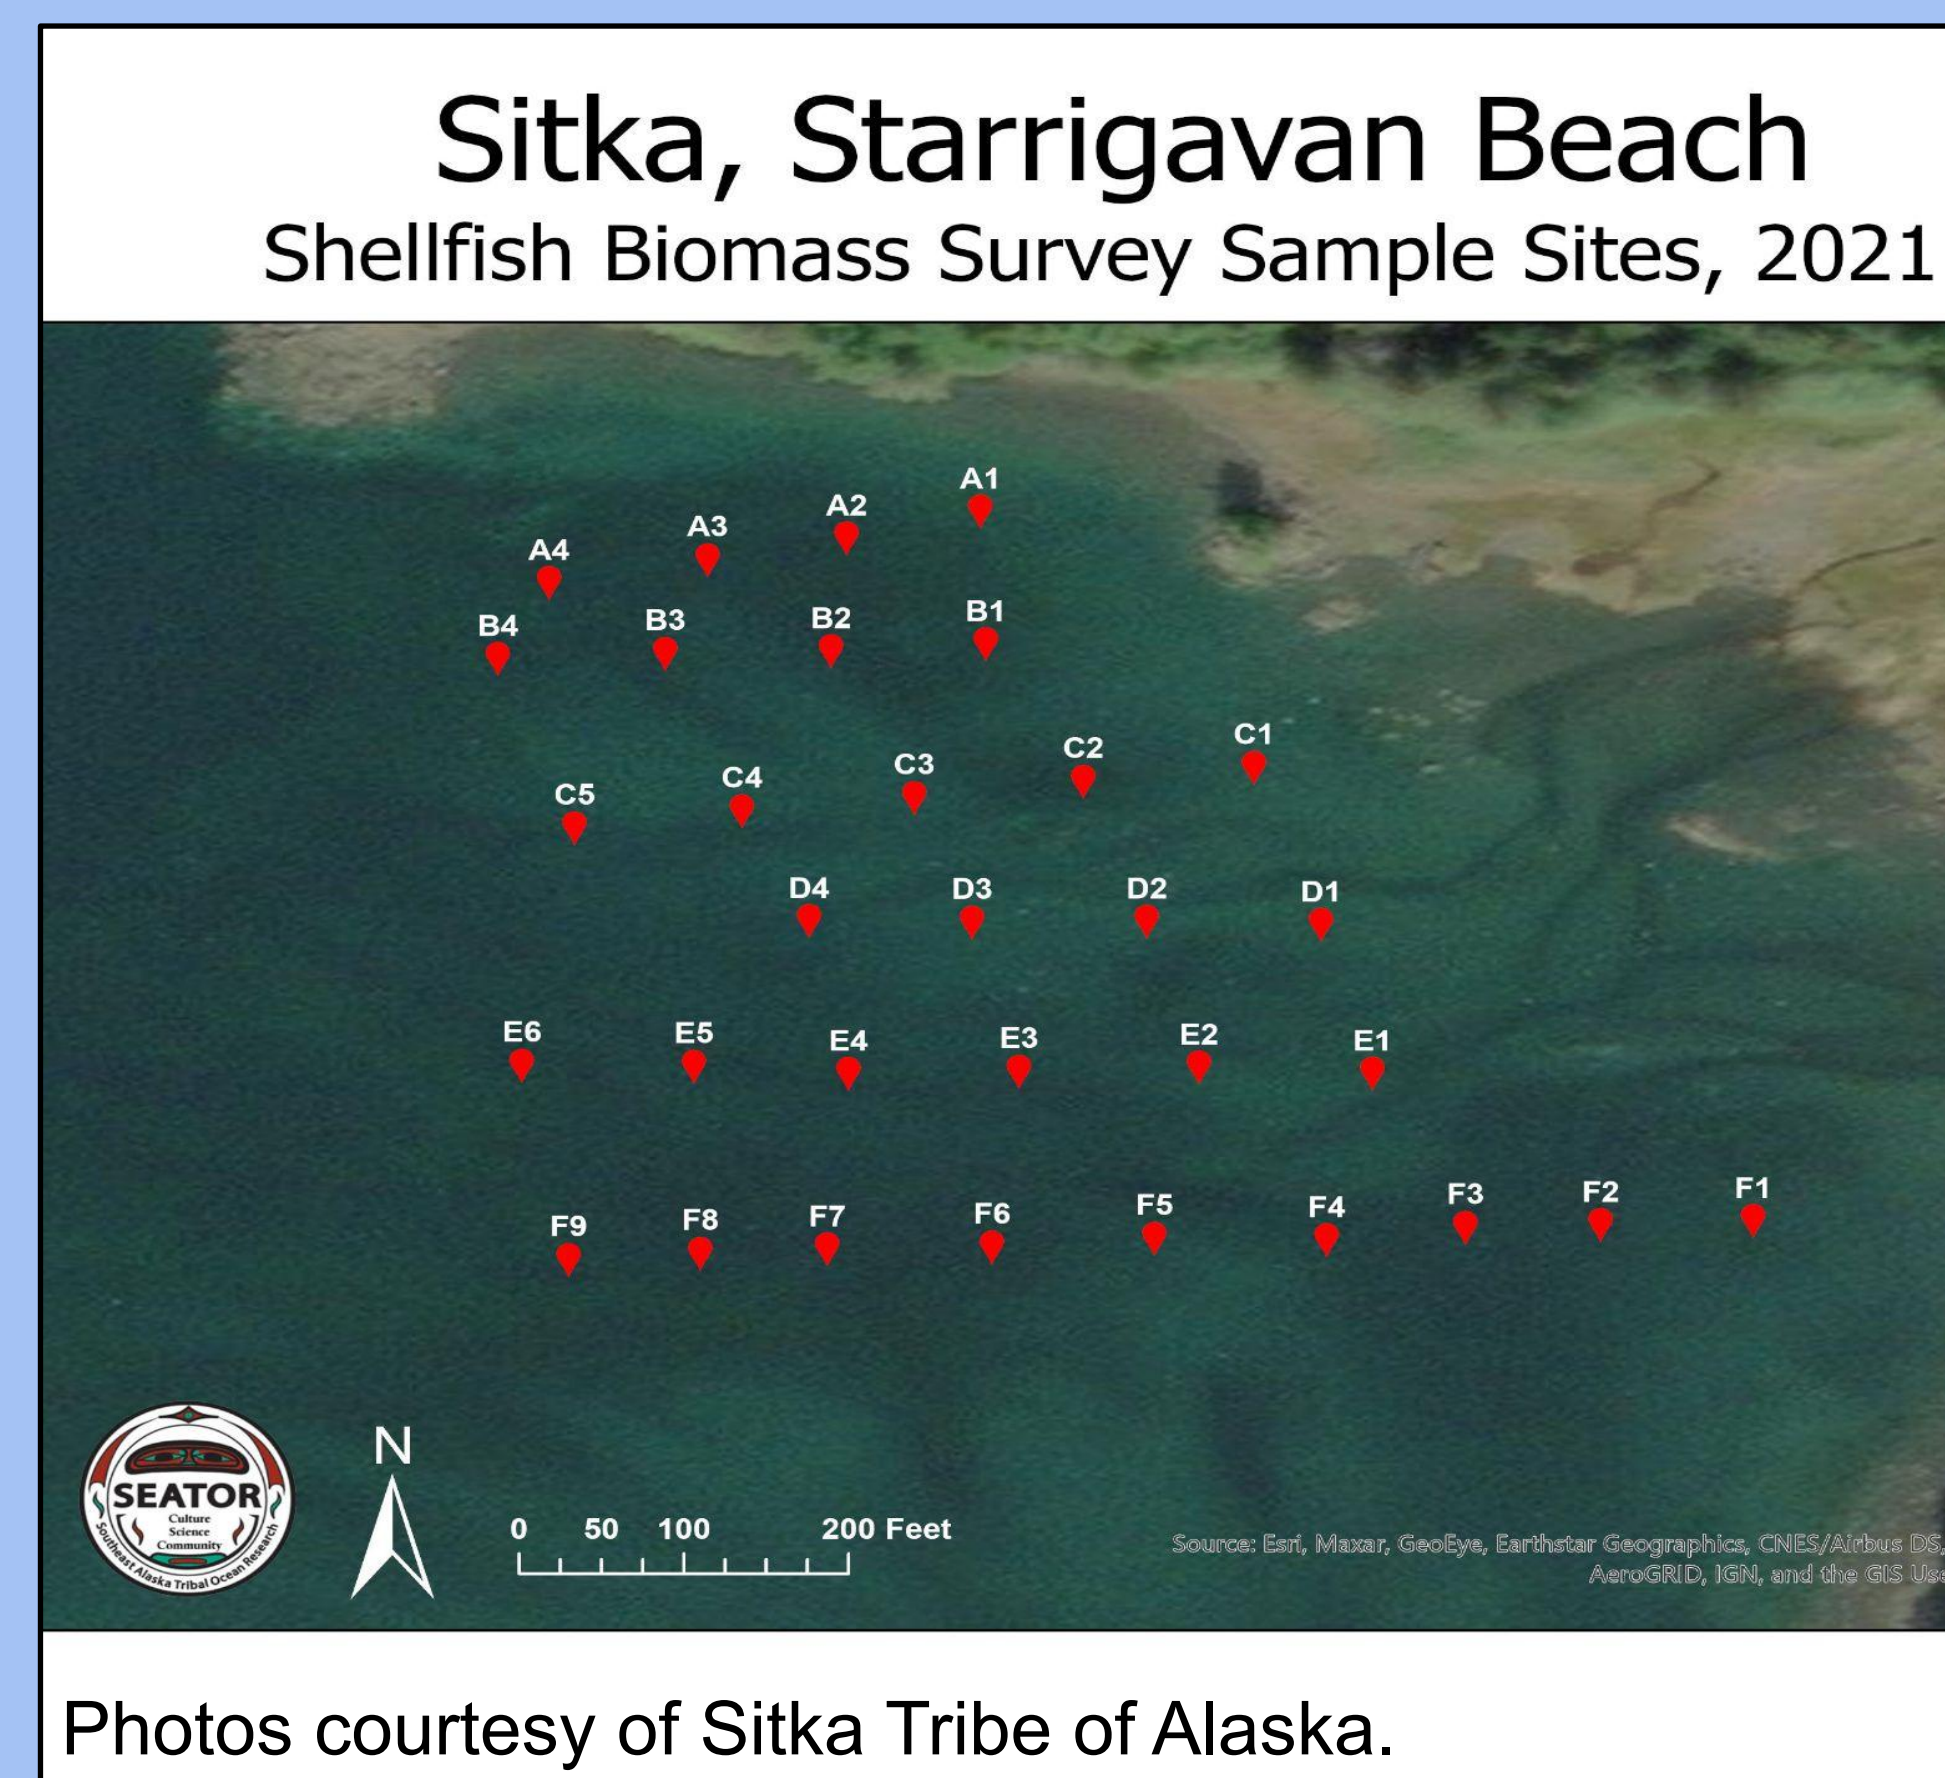 Sitka, Starrigavan Beach
Shellfish Biomass Survey Sample Sites, 2021
A1
A2
A3
A4
B1
B2
B3
B4
C1
C2
C3
C4
C5
D4
D3
D2
D1
E6
E5
E4
E3
E2
E1
F9
F8
F7
F6
F5
F4
F3
F2
F1
SEATOR
Culture
Science
Community
Southeast Alaska Tribal Ocean Research
N
0 50 100 200 Feet
Source: Esri, Maxar, GeoEye, Earthstar Geographics, CNES/Airbus DS,
AeroGRID, IGN, and the GIS Use
Photos courtesy of Sitka Tribe of Alaska.